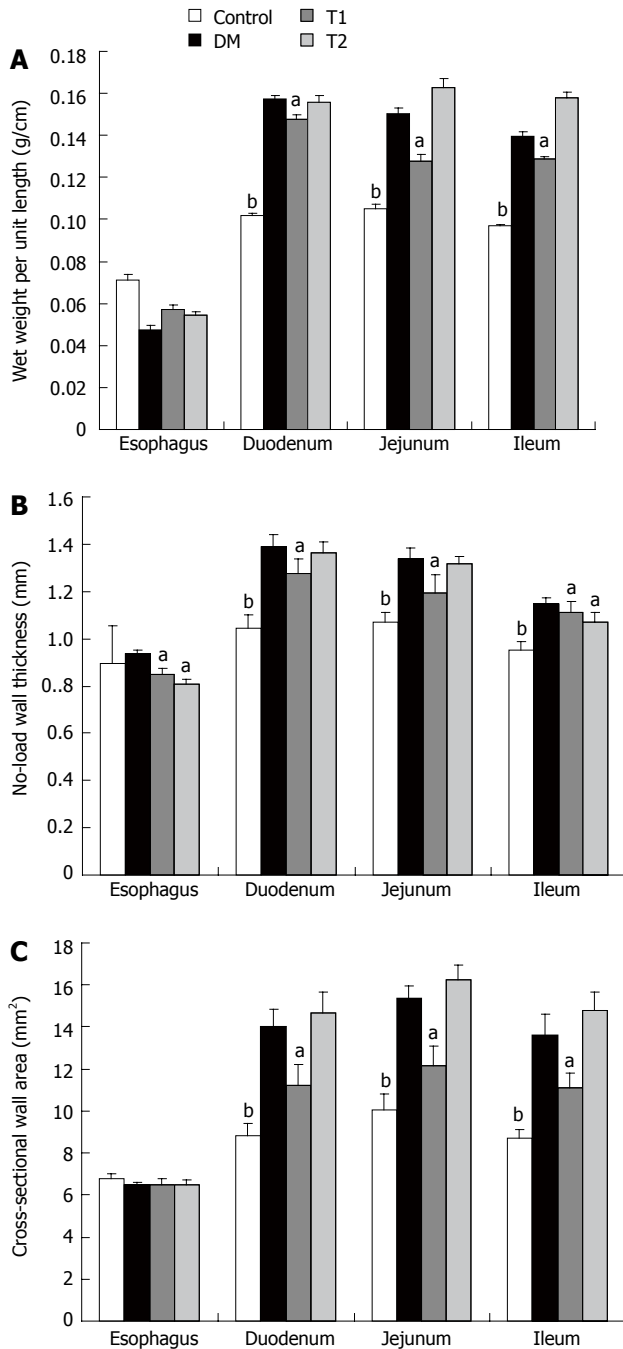 Control T1
DM T2
A
Wet weight per unit length (g/cm)
0.18
0.16
0.14
0.12
0.10
0.08
0.06
0.04
0.02
0
b a
b a
b a
Esophagus Duodenum Jejunum Ileum
B
No-load wall thickness (mm)
1.6
1.4
1.2
1.0
0.8
0.6
0.4
0.2
0
a a
b a
b a
b a a
Esophagus Duodenum Jejunum Ileum
C
Cross-sectional wall area (mm²)
18
16
14
12
10
8
6
4
2
0
b a
b a
b a
Esophagus Duodenum Jejunum Ileum